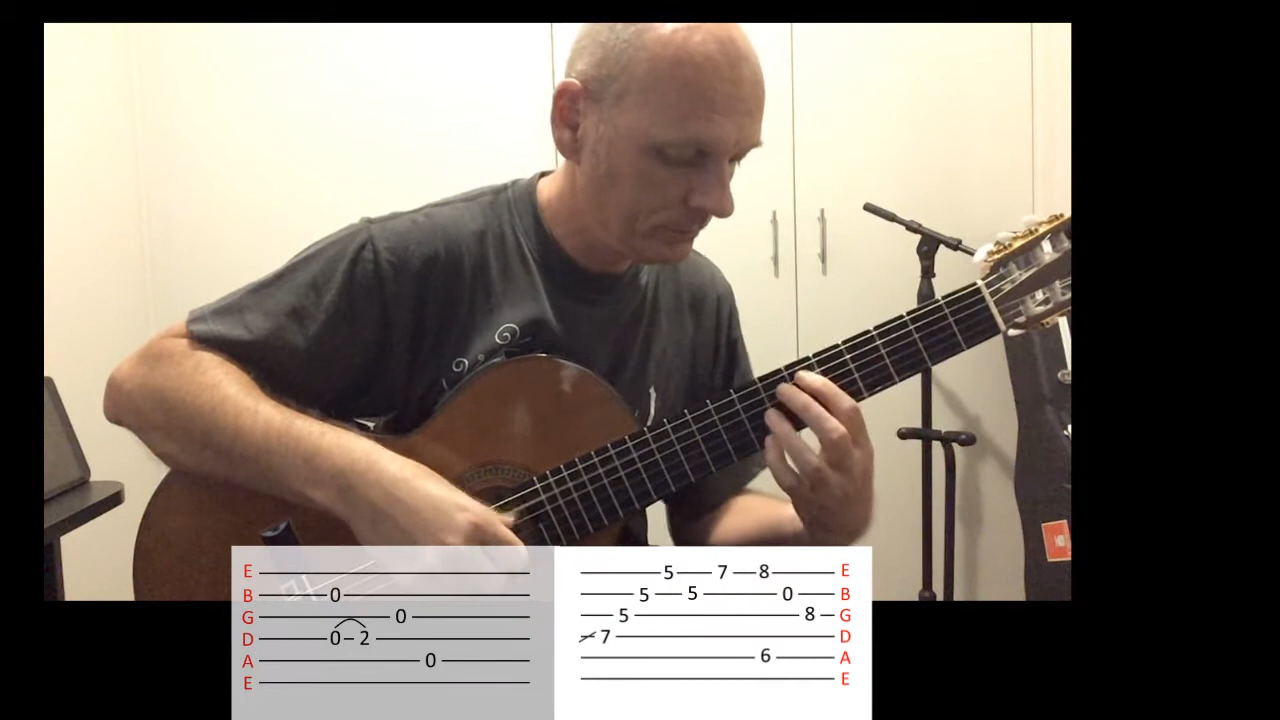 E
B 0
G 0
D 0 – 2
A 0
E
5 7 8 E
5 5 0 B
5 8 G
7 D
6 A
E